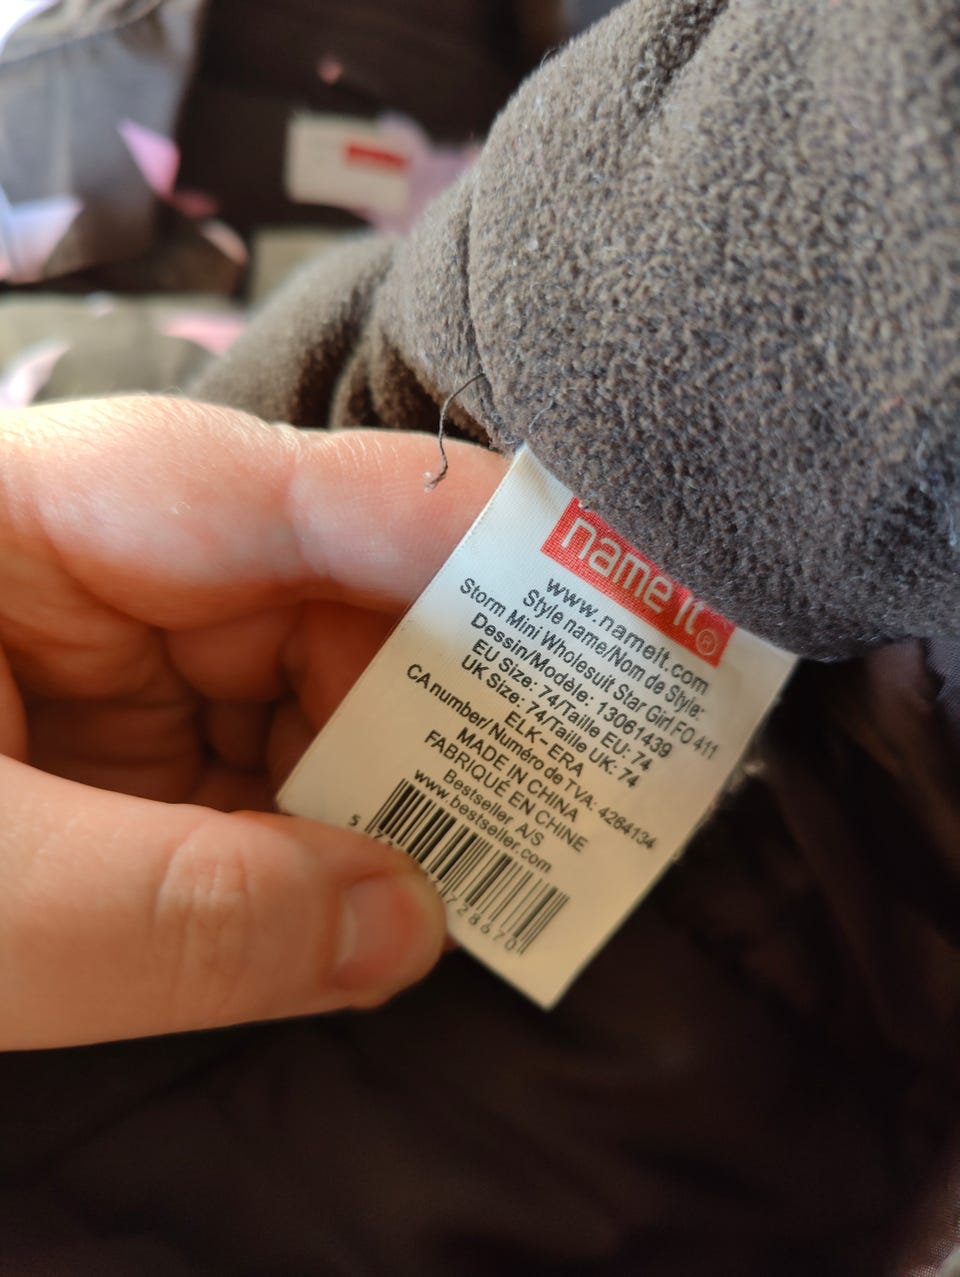 name it®
www.nameit.com
Style name/Nom de Style:
Storm Mini Wholesuit Star Girl FO 411
Dessin/Modèle: 13061439
EU Size: 74/Taille EU: 74
UK Size: 74/Taille UK: 74
ELK - ERA
CA number/Numéro de TVA: 4264134
MADE IN CHINA
FABRIQUÉ EN CHINE
Bestseller A/S
www.bestseller.com
5 728670